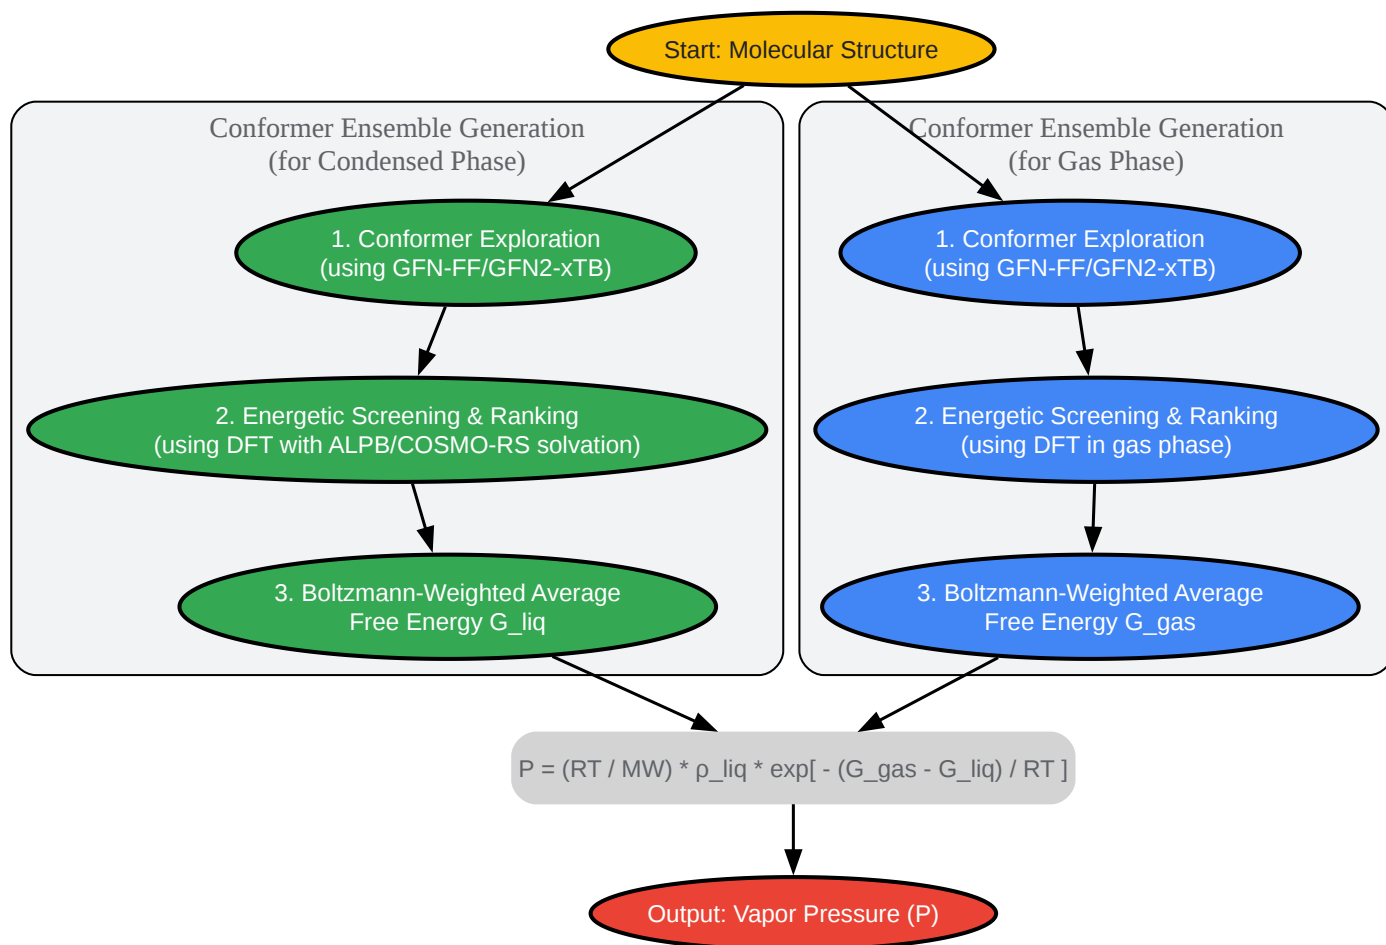 Start: Molecular Structure
Conformer Ensemble Generation
(for Condensed Phase)
1. Conformer Exploration
(using GFN-FF/GFN2-xTB)
2. Energetic Screening & Ranking
(using DFT with ALPB/COSMO-RS solvation)
3. Boltzmann-Weighted Average
Free Energy G_liq
Conformer Ensemble Generation
(for Gas Phase)
1. Conformer Exploration
(using GFN-FF/GFN2-xTB)
2. Energetic Screening & Ranking
(using DFT in gas phase)
3. Boltzmann-Weighted Average
Free Energy G_gas
P = (RT / MW) * ρ_liq * exp[ - (G_gas - G_liq) / RT ]
Output: Vapor Pressure (P)